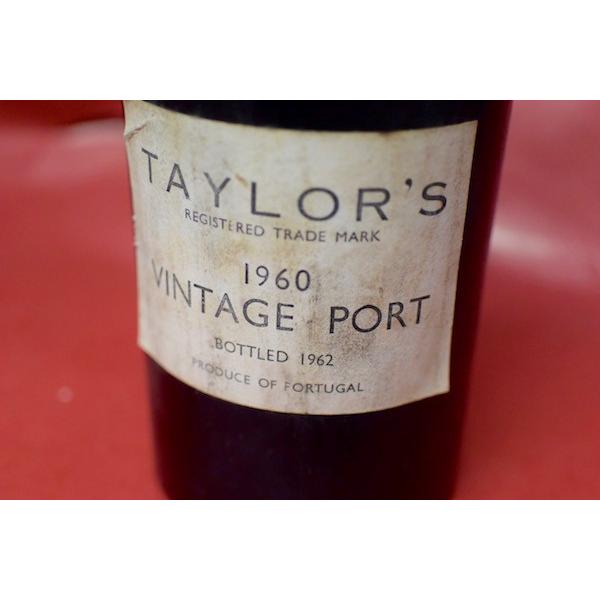 TAYLOR'S
REGISTERED TRADE MARK
1960
VINTAGE PORT
BOTTLED 1962
PRODUCE OF PORTUGAL